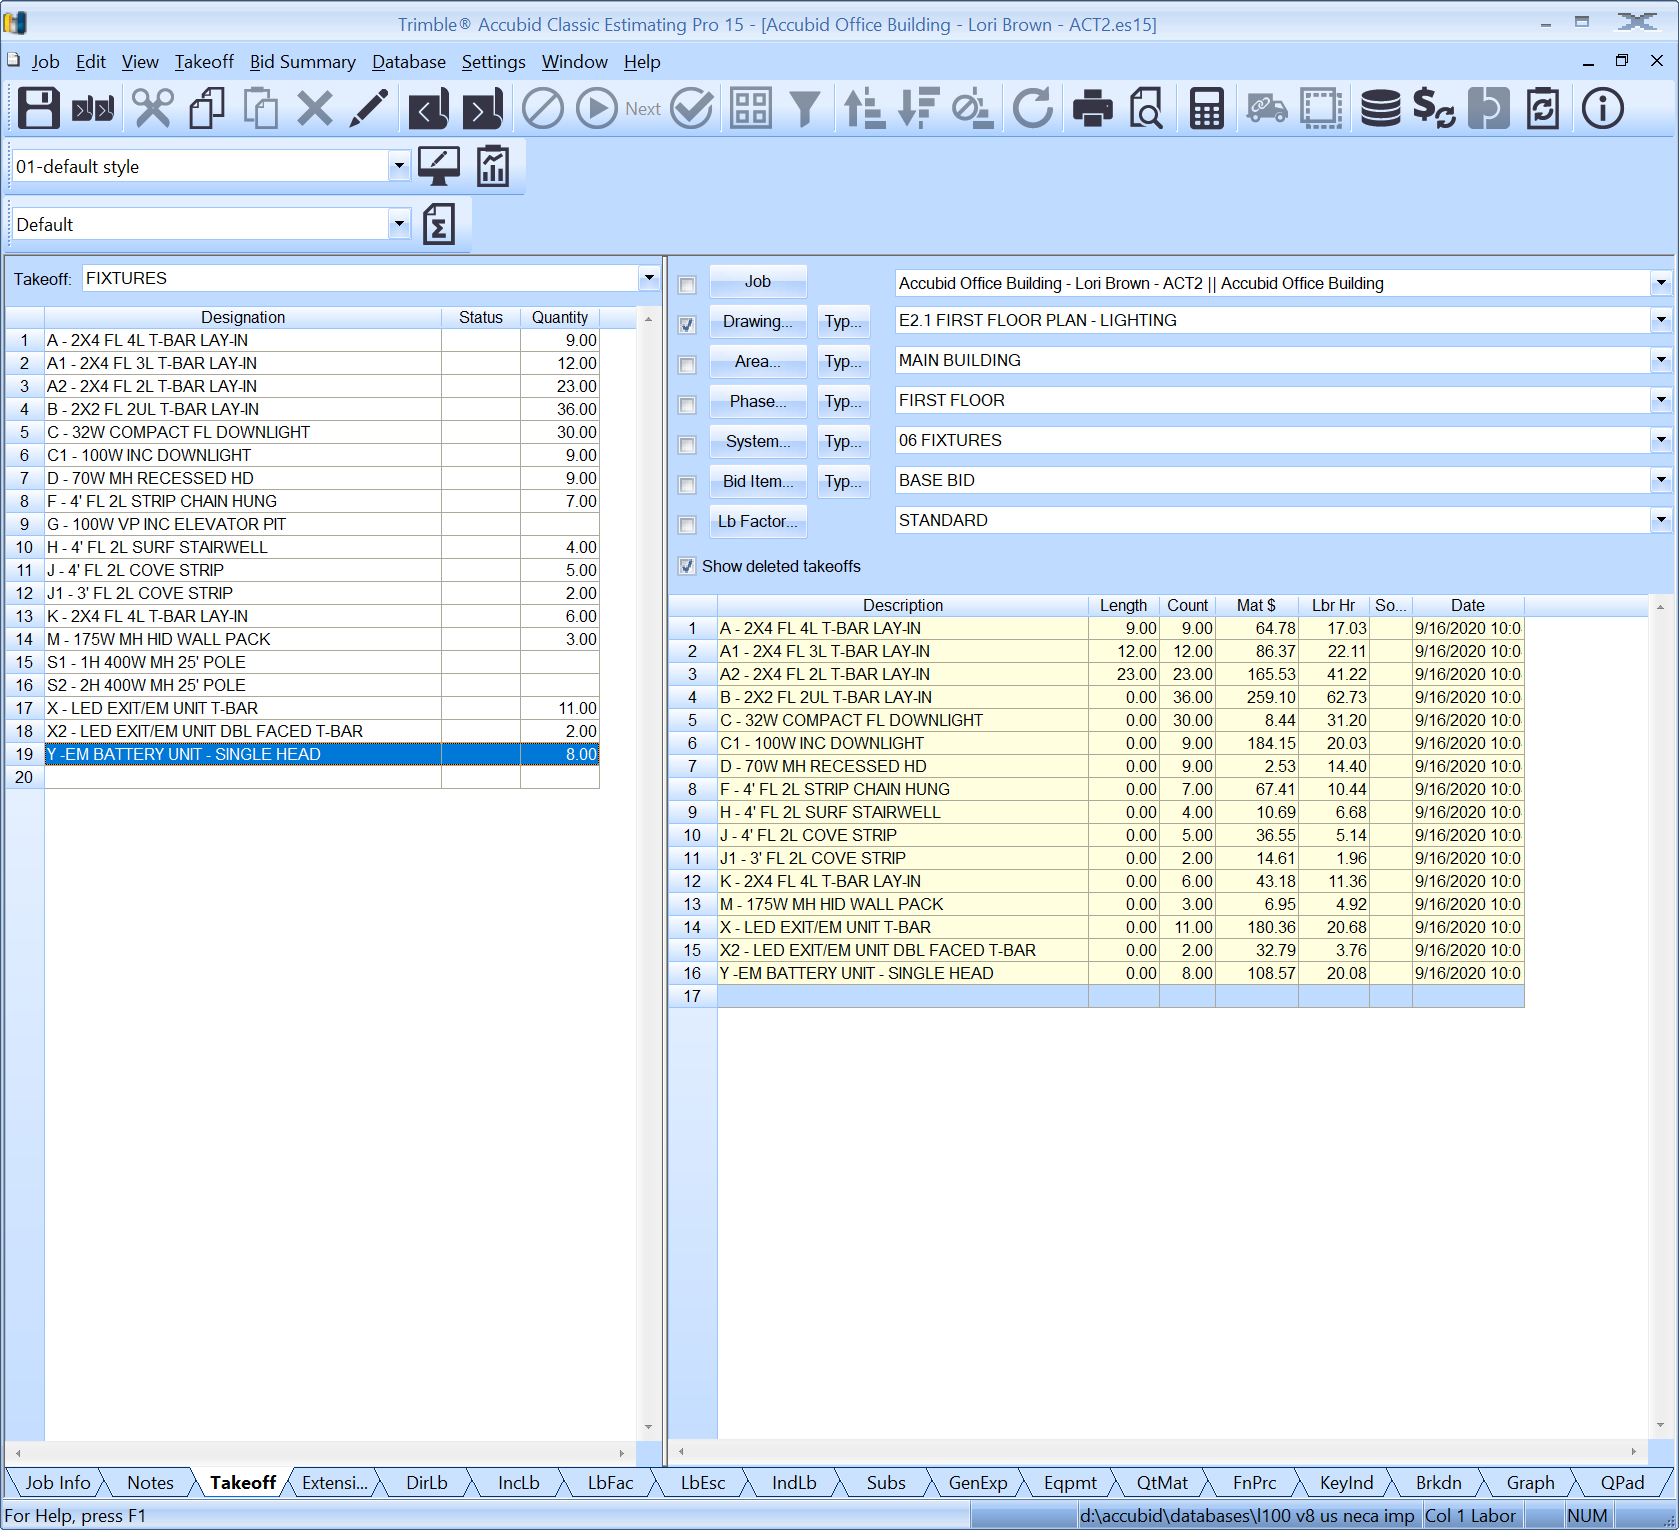 Trimble® Accubid Classic Estimating Pro 15 - [Accubid Office Building - Lori Brown - ACT2.es15]
Job Edit View Takeoff Bid Summary Database Settings Window Help
Next
01-default style
Default
Takeoff: FIXTURES
Designation Status Quantity
1 A - 2X4 FL 4L T-BAR LAY-IN 9.00
2 A1 - 2X4 FL 3L T-BAR LAY-IN 12.00
3 A2 - 2X4 FL 2L T-BAR LAY-IN 23.00
4 B - 2X2 FL 2UL T-BAR LAY-IN 36.00
5 C - 32W COMPACT FL DOWNLIGHT 30.00
6 C1 - 100W INC DOWNLIGHT 9.00
7 D - 70W MH RECESSED HD 9.00
8 F - 4' FL 2L STRIP CHAIN HUNG 7.00
9 G - 100W VP INC ELEVATOR PIT
10 H - 4' FL 2L SURF STAIRWELL 4.00
11 J - 4' FL 2L COVE STRIP 5.00
12 J1 - 3' FL 2L COVE STRIP 2.00
13 K - 2X4 FL 4L T-BAR LAY-IN 6.00
14 M - 175W MH HID WALL PACK 3.00
15 S1 - 1H 400W MH 25' POLE
16 S2 - 2H 400W MH 25' POLE
17 X - LED EXIT/EM UNIT T-BAR 11.00
18 X2 - LED EXIT/EM UNIT DBL FACED T-BAR 2.00
19 Y -EM BATTERY UNIT - SINGLE HEAD 8.00
20
Job Accubid Office Building - Lori Brown - ACT2 || Accubid Office Building
Drawing... Typ... E2.1 FIRST FLOOR PLAN - LIGHTING
Area... Typ... MAIN BUILDING
Phase... Typ... FIRST FLOOR
System... Typ... 06 FIXTURES
Bid Item... Typ... BASE BID
Lb Factor... STANDARD
Show deleted takeoffs
Description Length Count Mat $ Lbr Hr So... Date
1 A - 2X4 FL 4L T-BAR LAY-IN 9.00 9.00 64.78 17.03 9/16/2020 10:0
2 A1 - 2X4 FL 3L T-BAR LAY-IN 12.00 12.00 86.37 22.11 9/16/2020 10:0
3 A2 - 2X4 FL 2L T-BAR LAY-IN 23.00 23.00 165.53 41.22 9/16/2020 10:0
4 B - 2X2 FL 2UL T-BAR LAY-IN 0.00 36.00 259.10 62.73 9/16/2020 10:0
5 C - 32W COMPACT FL DOWNLIGHT 0.00 30.00 8.44 31.20 9/16/2020 10:0
6 C1 - 100W INC DOWNLIGHT 0.00 9.00 184.15 20.03 9/16/2020 10:0
7 D - 70W MH RECESSED HD 0.00 9.00 2.53 14.40 9/16/2020 10:0
8 F - 4' FL 2L STRIP CHAIN HUNG 0.00 7.00 67.41 10.44 9/16/2020 10:0
9 H - 4' FL 2L SURF STAIRWELL 0.00 4.00 10.69 6.68 9/16/2020 10:0
10 J - 4' FL 2L COVE STRIP 0.00 5.00 36.55 5.14 9/16/2020 10:0
11 J1 - 3' FL 2L COVE STRIP 0.00 2.00 14.61 1.96 9/16/2020 10:0
12 K - 2X4 FL 4L T-BAR LAY-IN 0.00 6.00 43.18 11.36 9/16/2020 10:0
13 M - 175W MH HID WALL PACK 0.00 3.00 6.95 4.92 9/16/2020 10:0
14 X - LED EXIT/EM UNIT T-BAR 0.00 11.00 180.36 20.68 9/16/2020 10:0
15 X2 - LED EXIT/EM UNIT DBL FACED T-BAR 0.00 2.00 32.79 3.76 9/16/2020 10:0
16 Y -EM BATTERY UNIT - SINGLE HEAD 0.00 8.00 108.57 20.08 9/16/2020 10:0
17
Job Info Notes Takeoff Extensi... DirLb IncLb LbFac LbEsc IndLb Subs GenExp Eqpmt QtMat FnPrc KeyInd Brkdn Graph QPad
For Help, press F1 d:\accubid\databases\l100 v8 us neca imp Col 1 Labor NUM